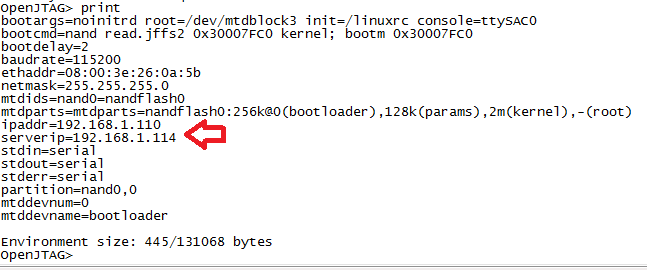 OpenJTAG> print
bootargs=noinitrd root=/dev/mtdblock3 init=/linuxrc console=ttySAC0
bootcmd=nand read.jffs2 0x30007FC0 kernel; bootm 0x30007FC0
bootdelay=2
baudrate=115200
ethaddr=08:00:3e:26:0a:5b
netmask=255.255.255.0
mtdids=nand0=nandflash0
mtdparts=mtdparts=nandflash0:256k@0(bootloader),128k(params),2m(kernel),-(root)
ipaddr=192.168.1.110
serverip=192.168.1.114
stdin=serial
stdout=serial
stderr=serial
partition=nand0,0
mtddevnum=0
mtddevname=bootloader
Environment size: 445/131068 bytes
OpenJTAG>